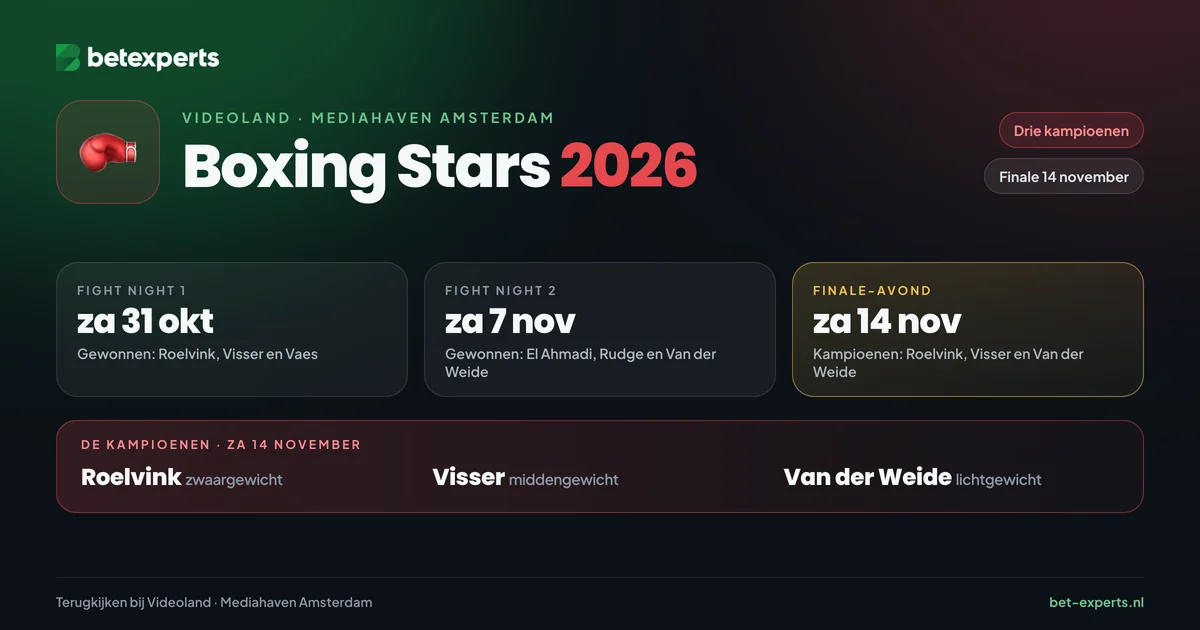 betexperts
VIDEOLAND · MEDIAHAVEN AMSTERDAM
Boxing Stars 2026
Drie kampioenen
Finale 14 november
FIGHT NIGHT 1
za 31 okt
Gewonnen: Roelvink, Visser en Vaes
FIGHT NIGHT 2
za 7 nov
Gewonnen: El Ahmadi, Rudge en Van der
Weide
FINALE-AVOND
za 14 nov
Kampioenen: Roelvink, Visser en Van der
Weide
DE KAMPIOENEN · ZA 14 NOVEMBER
Roelvink zwaargewicht
Visser middengewicht
Van der Weide lichtgewicht
Terugkijken bij Videoland · Mediahaven Amsterdam
bet-experts.nl